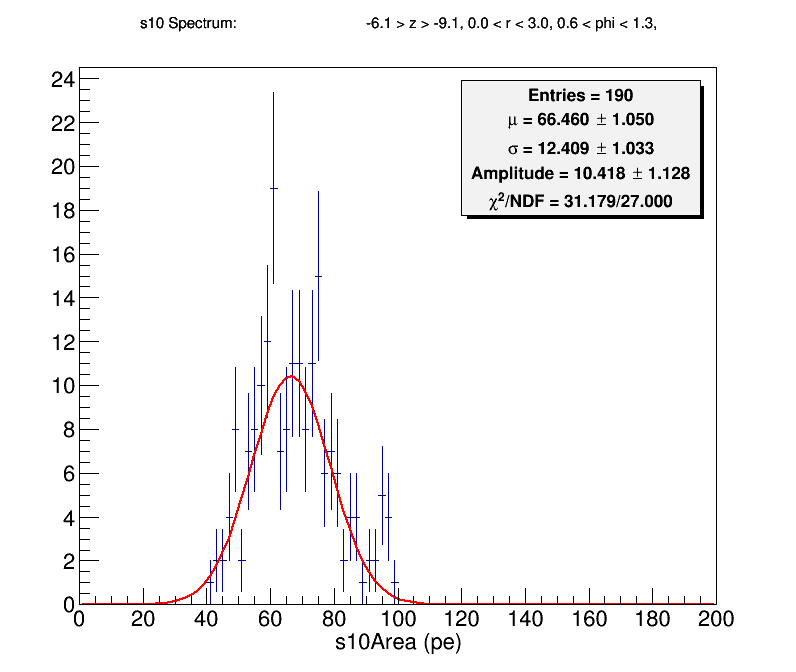 s10 Spectrum: -6.1 > z > -9.1, 0.0 < r < 3.0, 0.6 < phi < 1.3,
Entries = 190
μ = 66.460 ± 1.050
σ = 12.409 ± 1.033
Amplitude = 10.418 ± 1.128
χ²/NDF = 31.179/27.000
24
22
20
18
16
14
12
10
8
6
4
2
0
0 20 40 60 80 100 120 140 160 180 200
s10Area (pe)